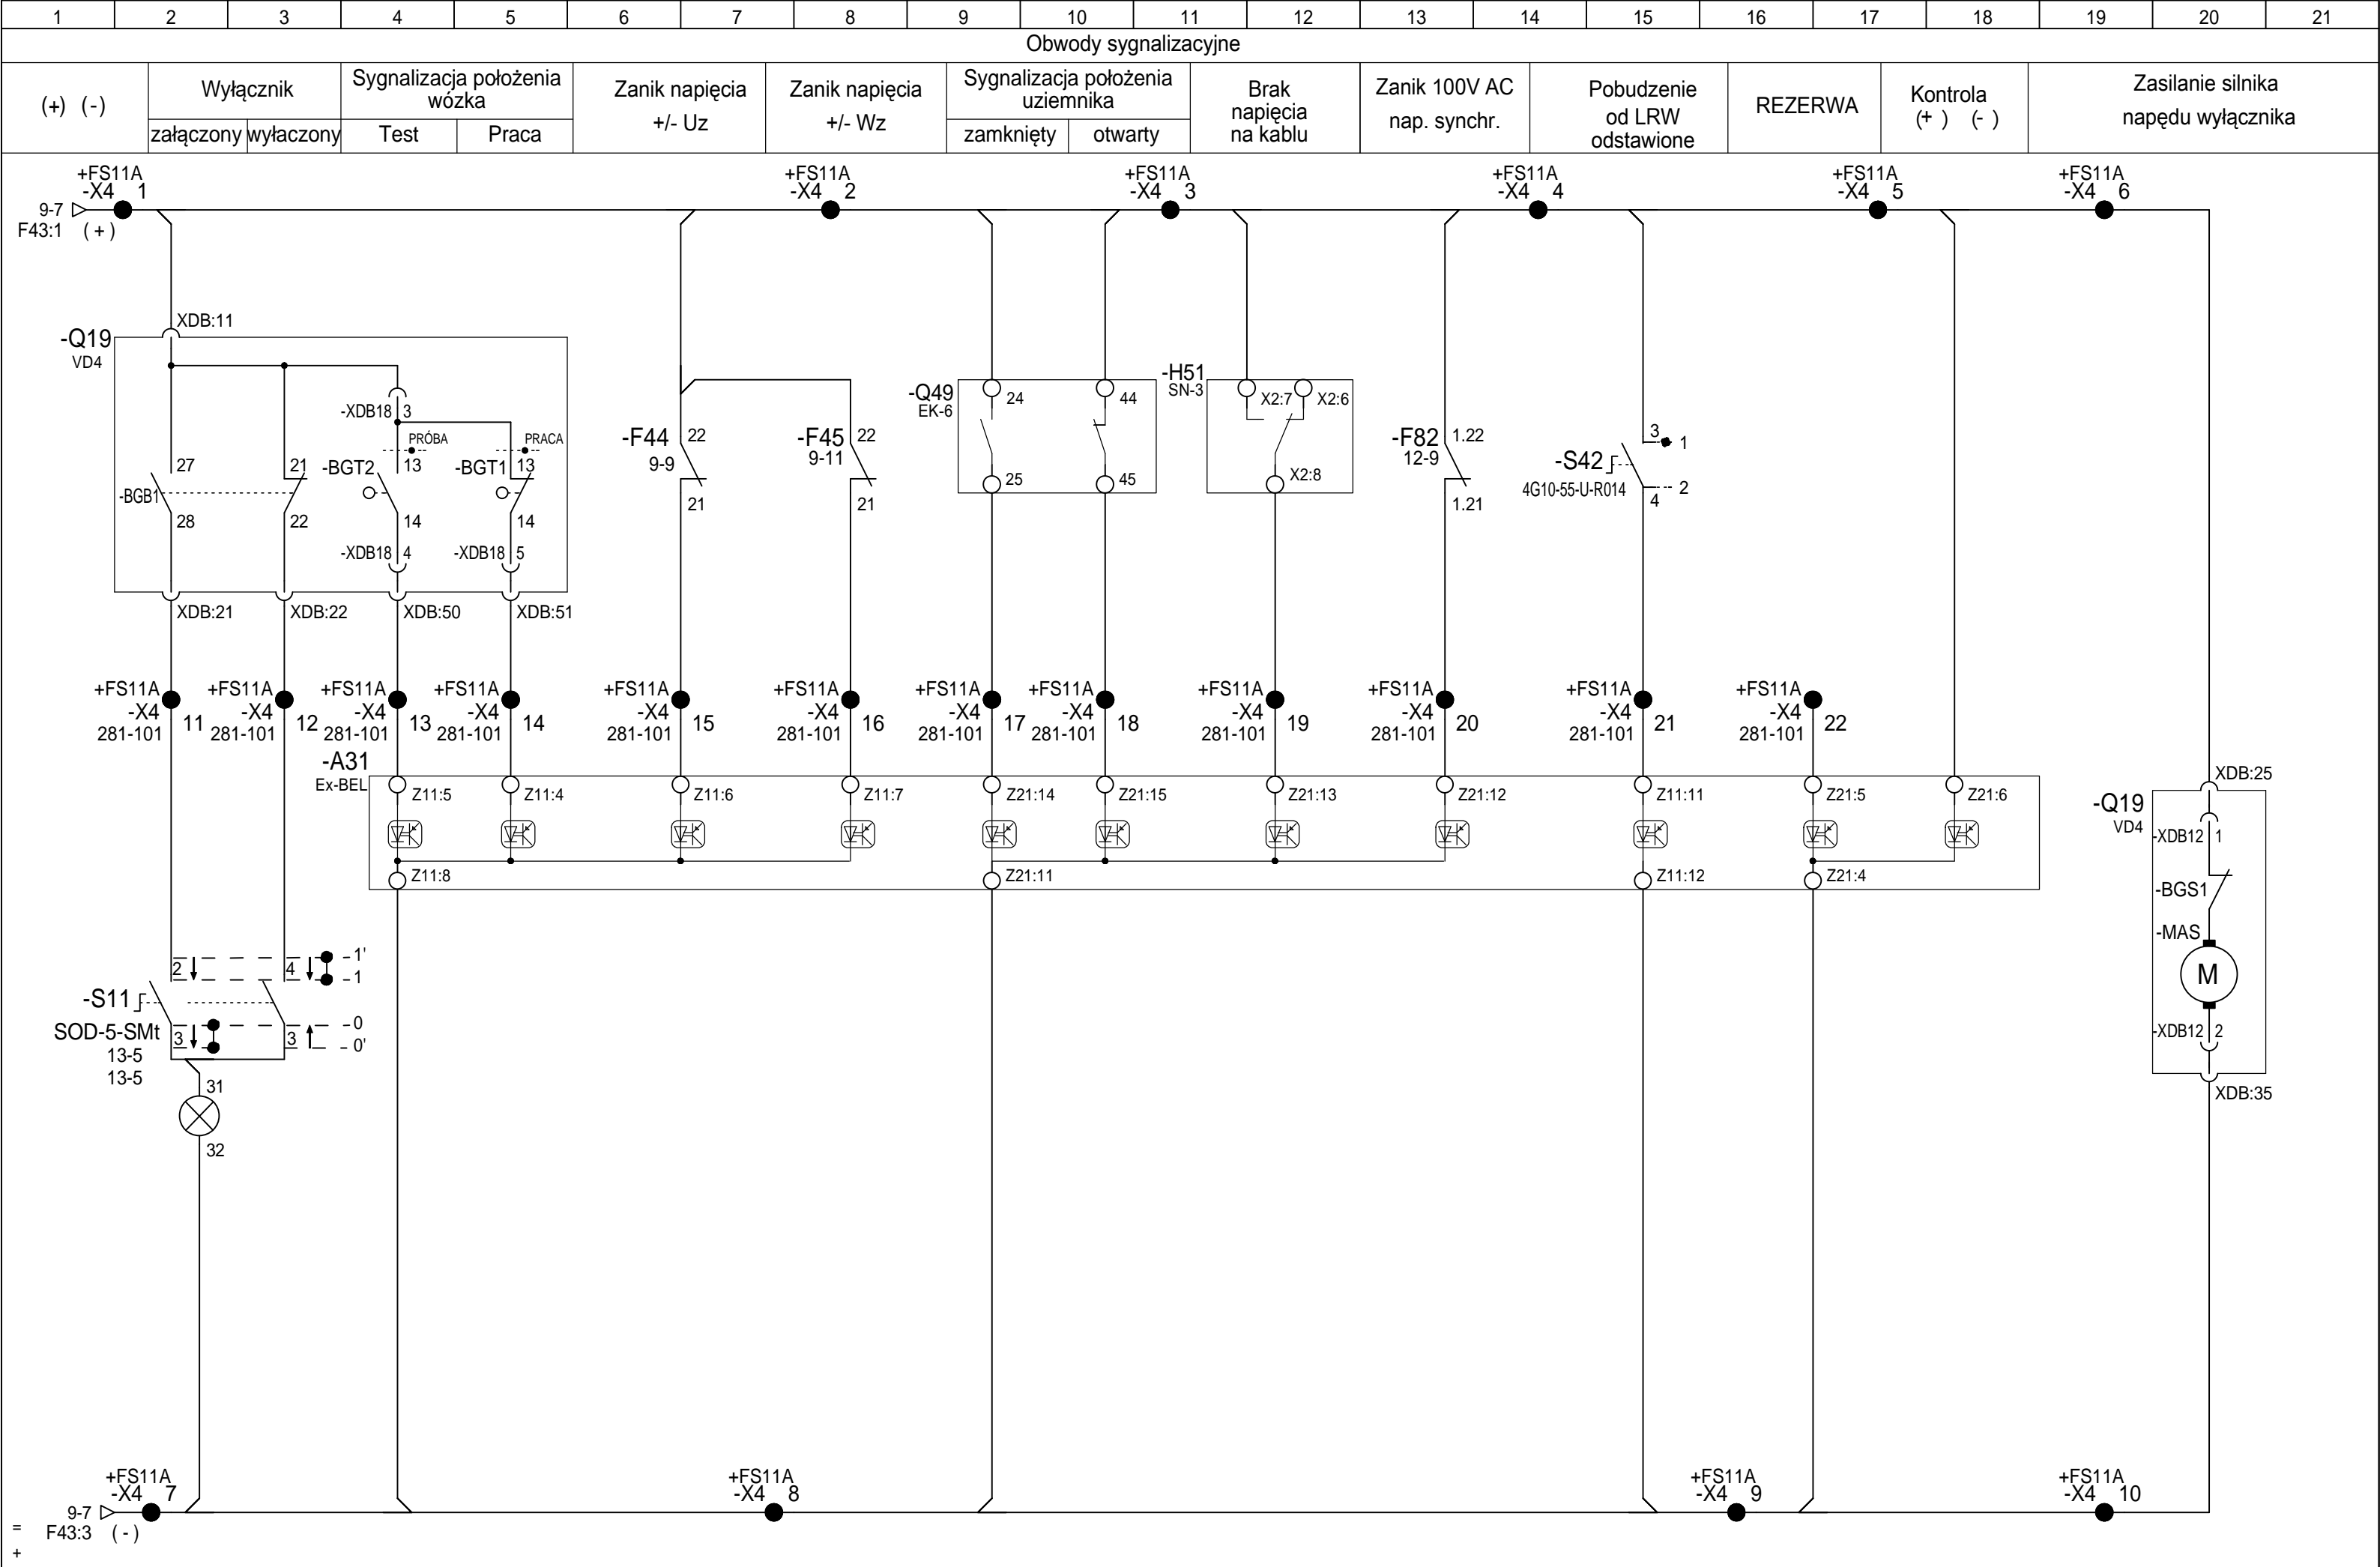 1 2 3 4 5 6 7 8 9 10 11 12 13 14 15 16 17 18 19 20 21
Obwody sygnalizacyjne
(+) (-)
Wyłącznik
załączony wyłaczony
Sygnalizacja położenia
wózka
Test Praca
Zanik napięcia
+/- Uz
Zanik napięcia
+/- Wz
Sygnalizacja położenia
uziemnika
zamknięty otwarty
Brak
napięcia
na kablu
Zanik 100V AC
nap. synchr.
Pobudzenie
od LRW
odstawione
REZERWA
Kontrola
(+ ) (- )
Zasilanie silnika
napędu wyłącznika
+FS11A
-X4 1
9-7
F43:1 (+)
+FS11A
-X4 2
+FS11A
-X4 3
+FS11A
-X4 4
+FS11A
-X4 5
+FS11A
-X4 6
XDB:11
-Q19
VD4
-XDB18 3
PRÓBA
PRACA
27
28
-BGB1
21
22
-BGT2 13
14
-BGT1 13
14
-XDB18 4
-XDB18 5
XDB:21
XDB:22
XDB:50
XDB:51
-F44 22
9-9
21
-F45 22
9-11
21
-Q49
EK-6
24
25
44
45
-H51
SN-3
X2:7
X2:6
X2:8
-F82 1.22
12-9
1.21
-S42
4G10-55-U-R014
3 1
4 2
+FS11A
-X4
281-101
11
+FS11A
-X4
281-101
12
+FS11A
-X4
281-101
13
+FS11A
-X4
281-101
14
+FS11A
-X4
281-101
15
+FS11A
-X4
281-101
16
+FS11A
-X4
281-101
17
+FS11A
-X4
281-101
18
+FS11A
-X4
281-101
19
+FS11A
-X4
281-101
20
+FS11A
-X4
281-101
21
+FS11A
-X4
281-101
22
-A31
Ex-BEL
Z11:5
Z11:4
Z11:6
Z11:7
Z21:14
Z21:15
Z21:13
Z21:12
Z11:11
Z21:5
Z21:6
Z11:8
Z21:11
Z11:12
Z21:4
XDB:25
-Q19
VD4
-XDB12 1
-BGS1
-MAS
M
-XDB12 2
XDB:35
2
4
1'
1
-S11
SOD-5-SMt
13-5
13-5
3
3
0
0'
31
32
+FS11A
-X4 7
9-7
F43:3 (-)
+FS11A
-X4 8
+FS11A
-X4 9
+FS11A
-X4 10
=
+